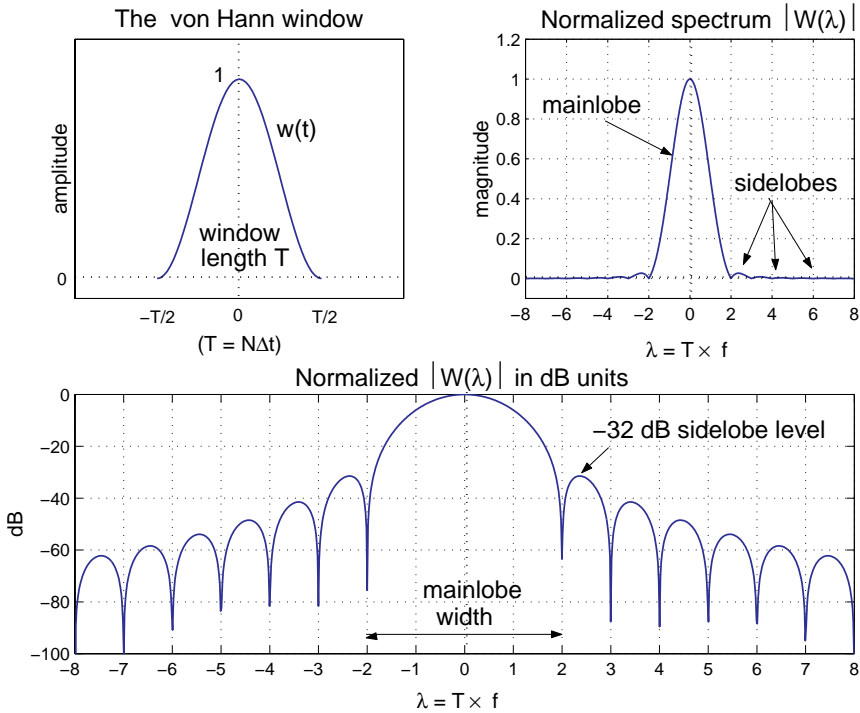 The von Hann window
1
w(t)
amplitude
window
length T
0
−T/2 0 T/2
(T = N∆t)
Normalized spectrum |W(λ)|
1.2
1
0.8
0.6
0.4
0.2
0
magnitude
mainlobe
sidelobes
−8 −6 −4 −2 0 2 4 6 8
λ = T × f
Normalized |W(λ)| in dB units
0
−20
−40
−60
−80
−100
dB
−32 dB sidelobe level
mainlobe
width
−8 −7 −6 −5 −4 −3 −2 −1 0 1 2 3 4 5 6 7 8
λ = T × f